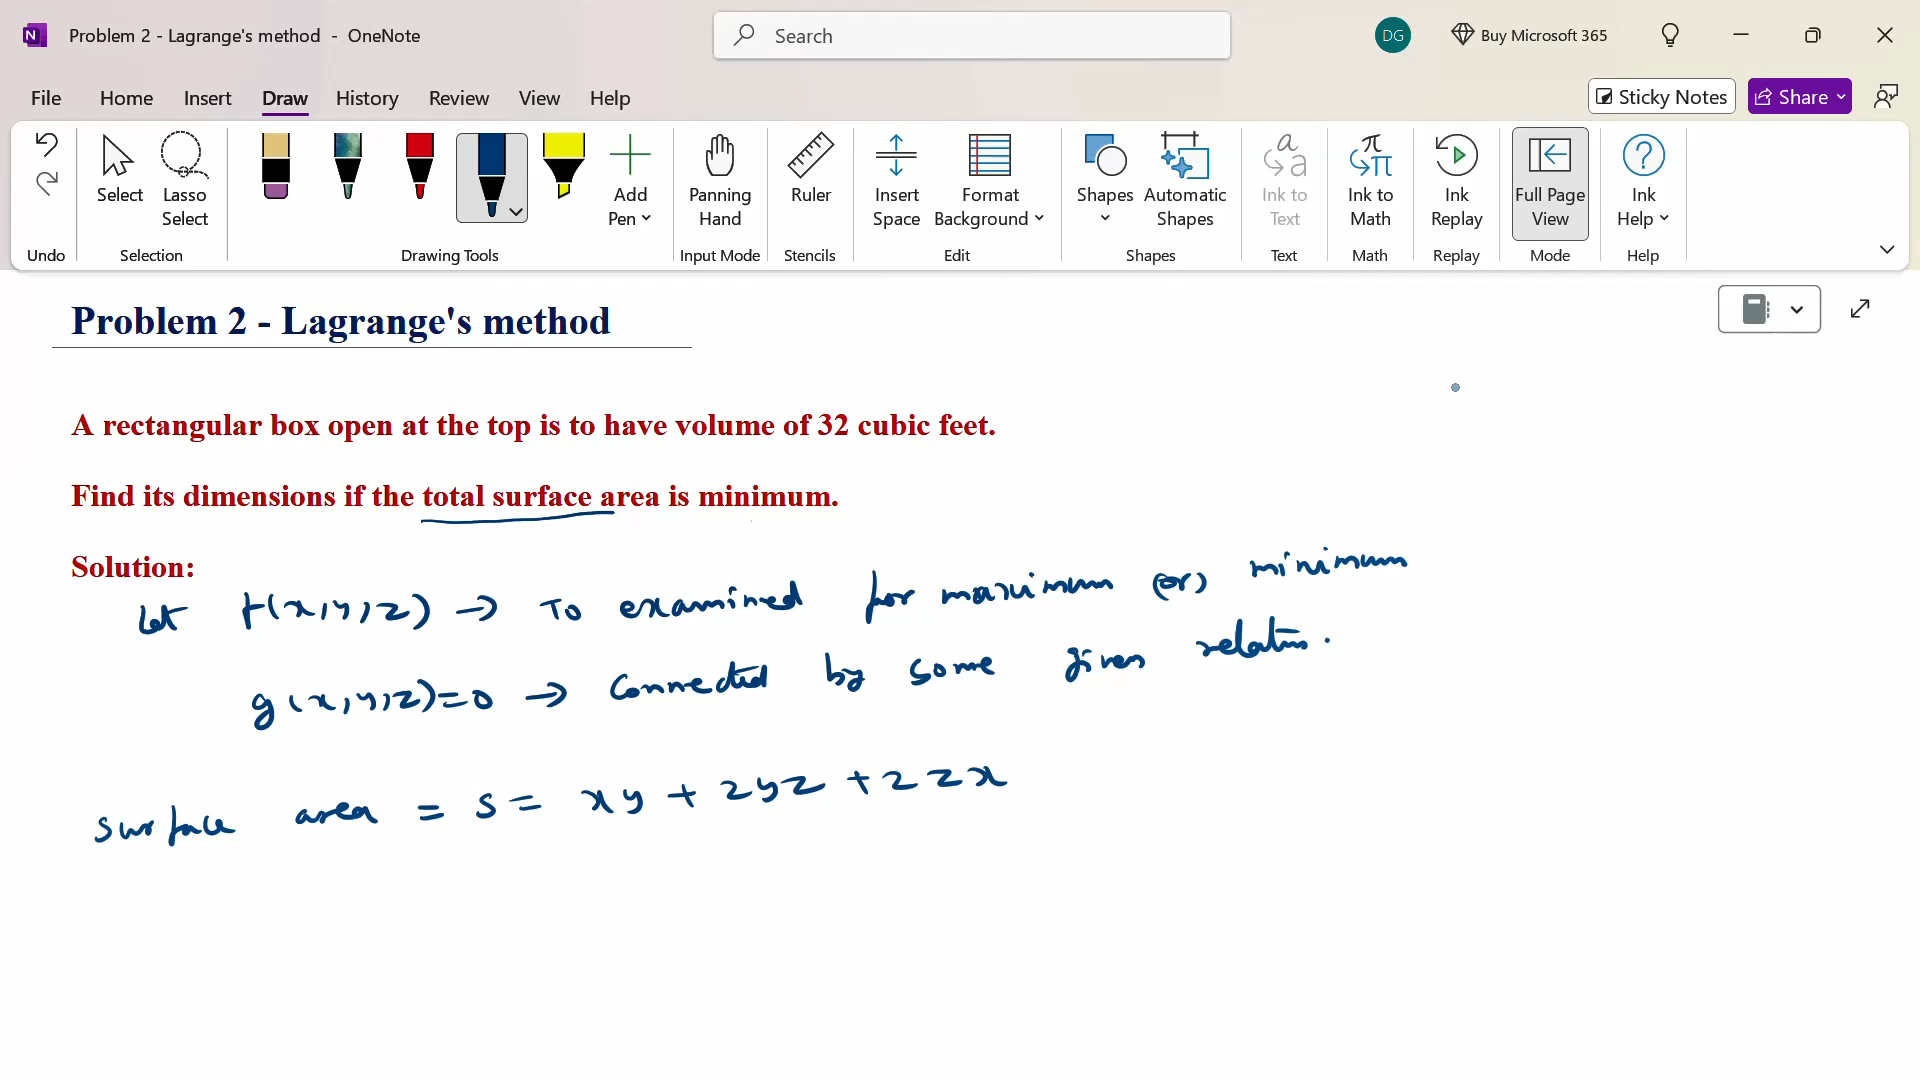 Problem 2 - Lagrange's method - OneNote
Search
DG
Buy Microsoft 365
File Home Insert Draw History Review View Help
Sticky Notes Share
Select Lasso Select Add Pen Panning Hand Ruler Insert Space Format Background Shapes Automatic Shapes Ink to Text Ink to Math Ink Replay Full Page View Ink Help
Undo Selection Drawing Tools Input Mode Stencils Edit Shapes Text Math Replay Mode Help
Problem 2 - Lagrange's method
A rectangular box open at the top is to have volume of 32 cubic feet.
Find its dimensions if the total surface area is minimum.
Solution:
Let f(x,y,z) → To examined for maximum (or) minimum
g(x,y,z)=0 → Connected by some given relation.
surface area = S = xy + 2yz + 2zx